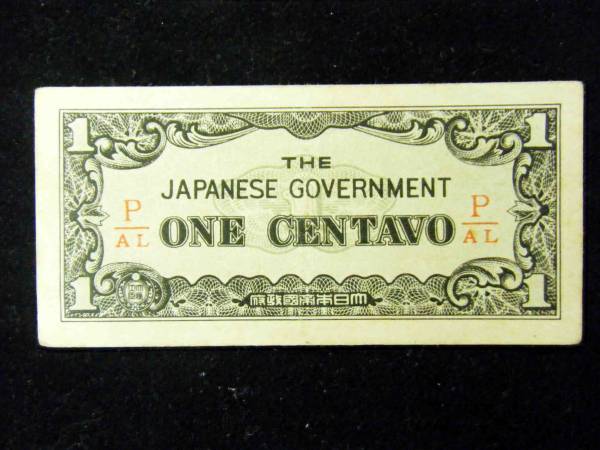 1 1
THE
JAPANESE GOVERNMENT
P/AL ONE CENTAVO P/AL
1 1
大日本帝國政府